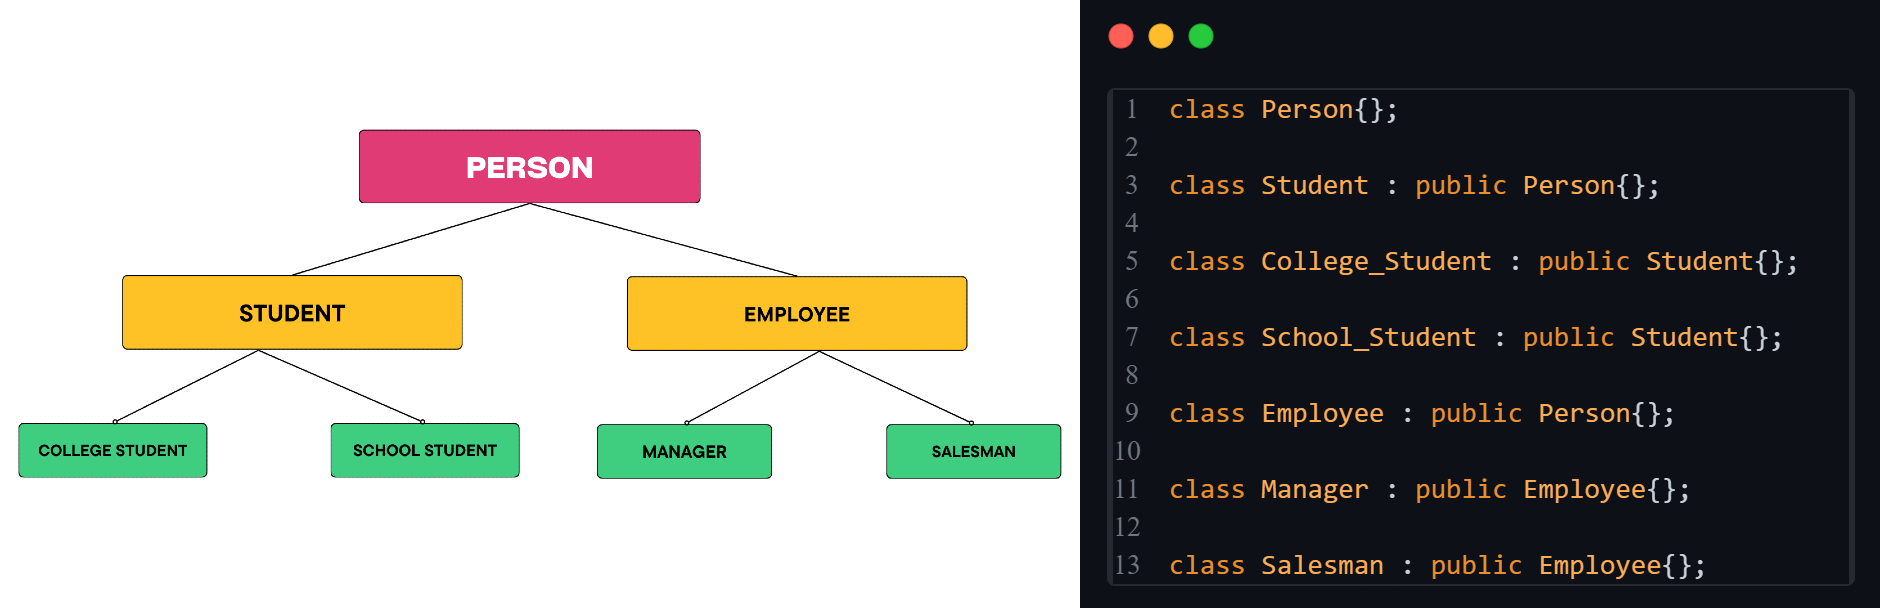 PERSON
STUDENT
EMPLOYEE
COLLEGE STUDENT
SCHOOL STUDENT
MANAGER
SALESMAN
1 class Person{};
2
3 class Student : public Person{};
4
5 class College_Student : public Student{};
6
7 class School_Student : public Student{};
8
9 class Employee : public Person{};
10
11 class Manager : public Employee{};
12
13 class Salesman : public Employee{};